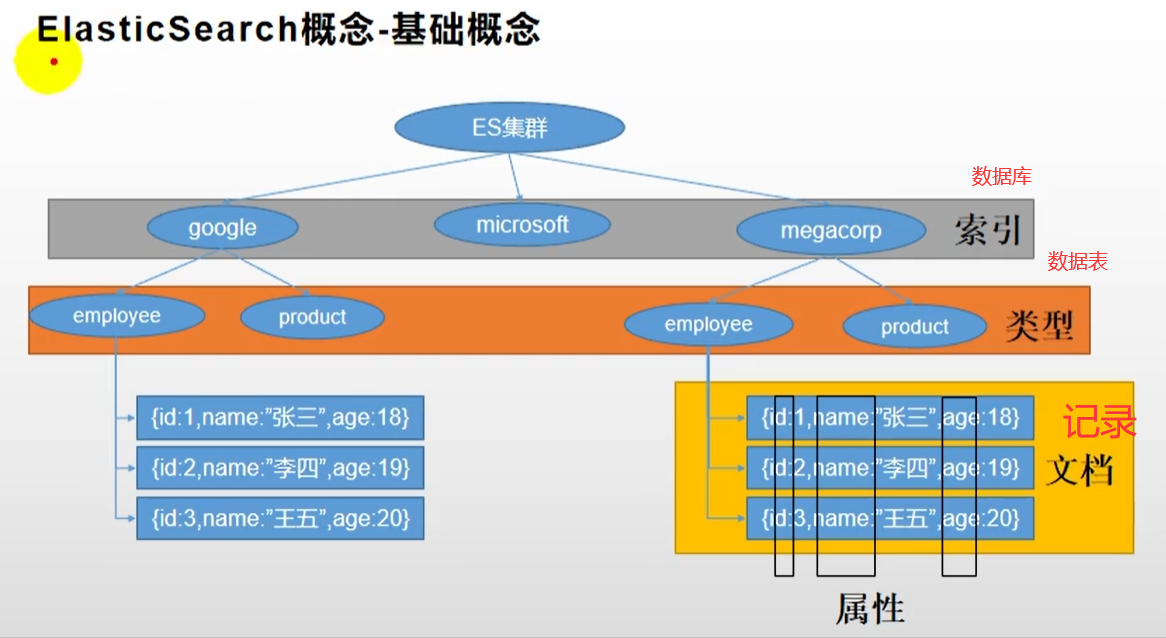 ElasticSearch概念-基础概念
ES集群
数据库
google
microsoft
megacorp
索引
数据表
employee
product
employee
product
类型
{id:1,name:”张三”,age:18}
{id:2,name:”李四”,age:19}
{id:3,name:”王五”,age:20}
{id:1,name:”张三”,age:18}
{id:2,name:”李四”,age:19}
{id:3,name:”王五”,age:20}
记录
文档
属性